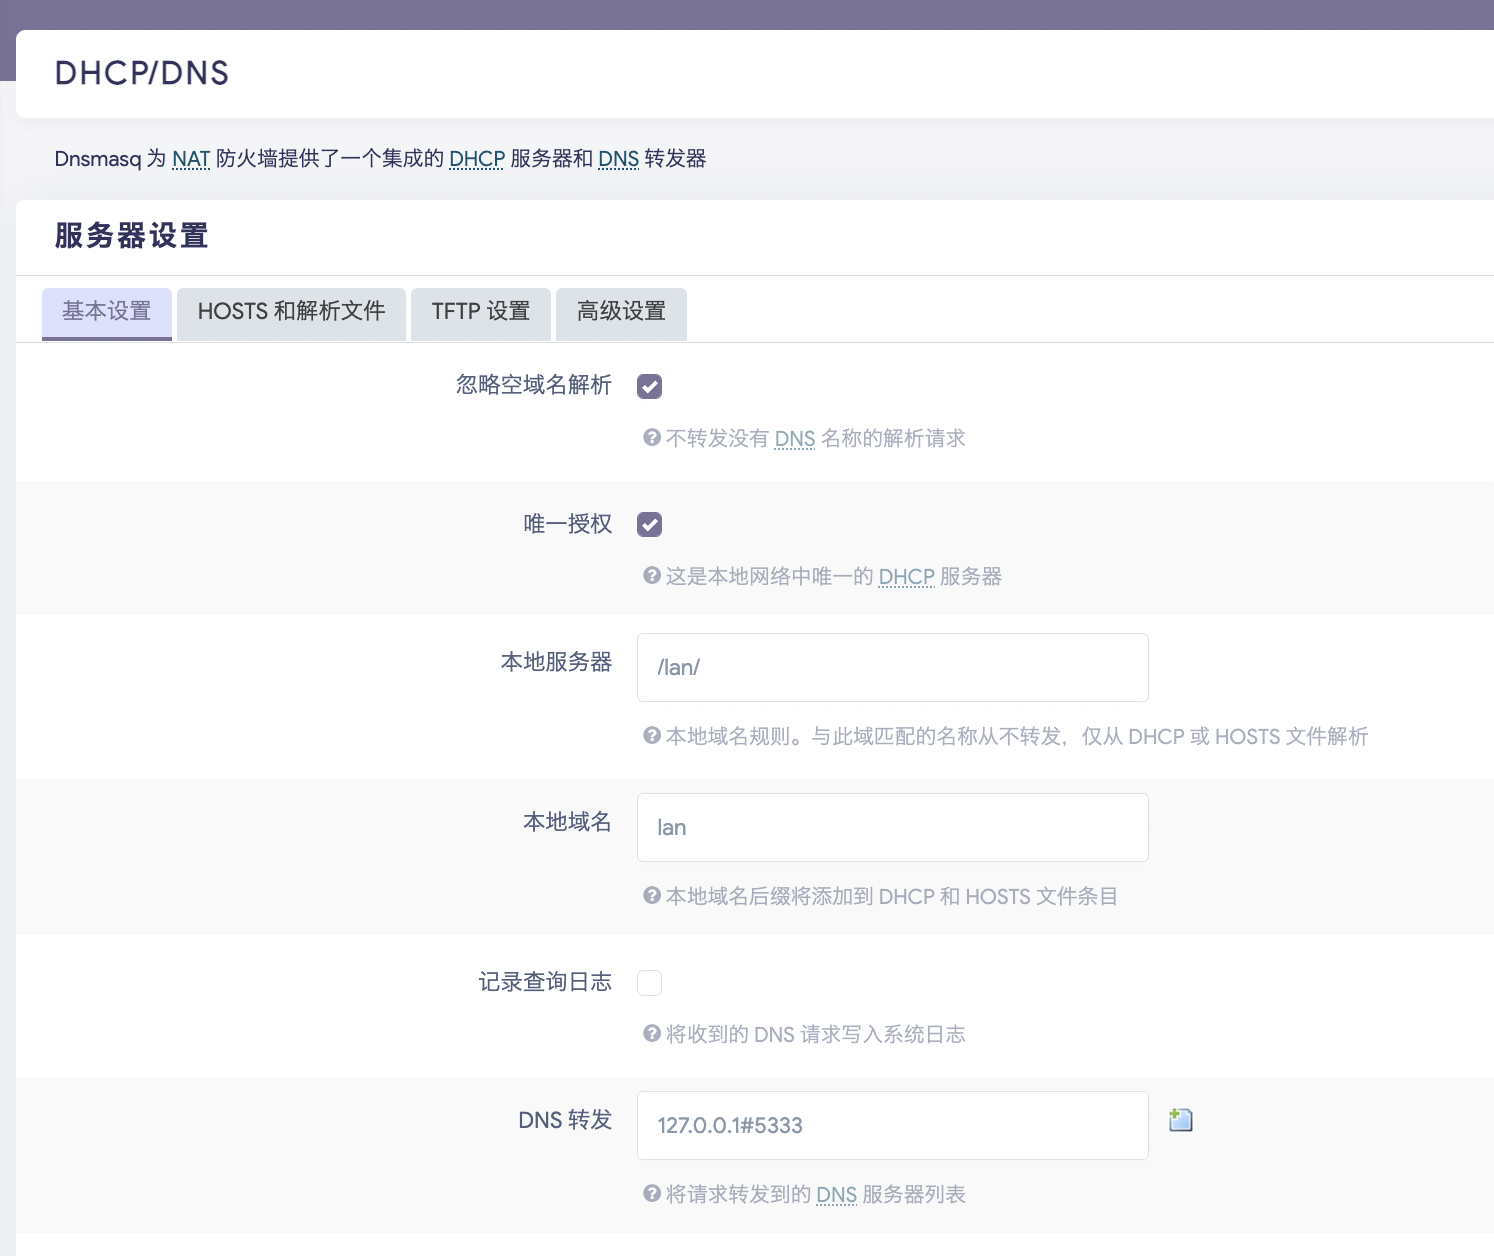 DHCP/DNS
Dnsmasq 为 NAT 防火墙提供了一个集成的 DHCP 服务器和 DNS 转发器
服务器设置
基本设置 HOSTS 和解析文件 TFTP 设置 高级设置
忽略空域名解析
不转发没有 DNS 名称的解析请求
唯一授权
这是本地网络中唯一的 DHCP 服务器
本地服务器 /lan/
本地域名规则。与此域匹配的名称从不转发，仅从 DHCP 或 HOSTS 文件解析
本地域名 lan
本地域名后缀将添加到 DHCP 和 HOSTS 文件条目
记录查询日志
将收到的 DNS 请求写入系统日志
DNS 转发 127.0.0.1#5333
将请求转发到的 DNS 服务器列表